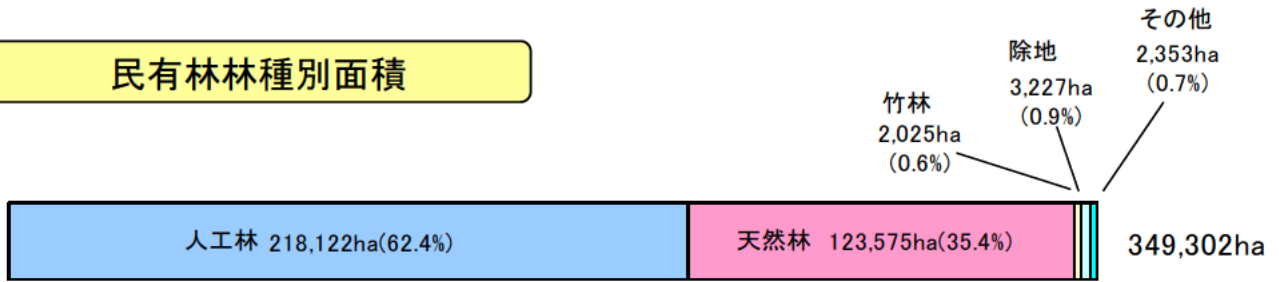 民有林林種別面積
その他
2,353ha
(0.7%)
除地
3,227ha
(0.9%)
竹林
2,025ha
(0.6%)
人工林 218,122ha(62.4%)
天然林 123,575ha(35.4%)
349,302ha